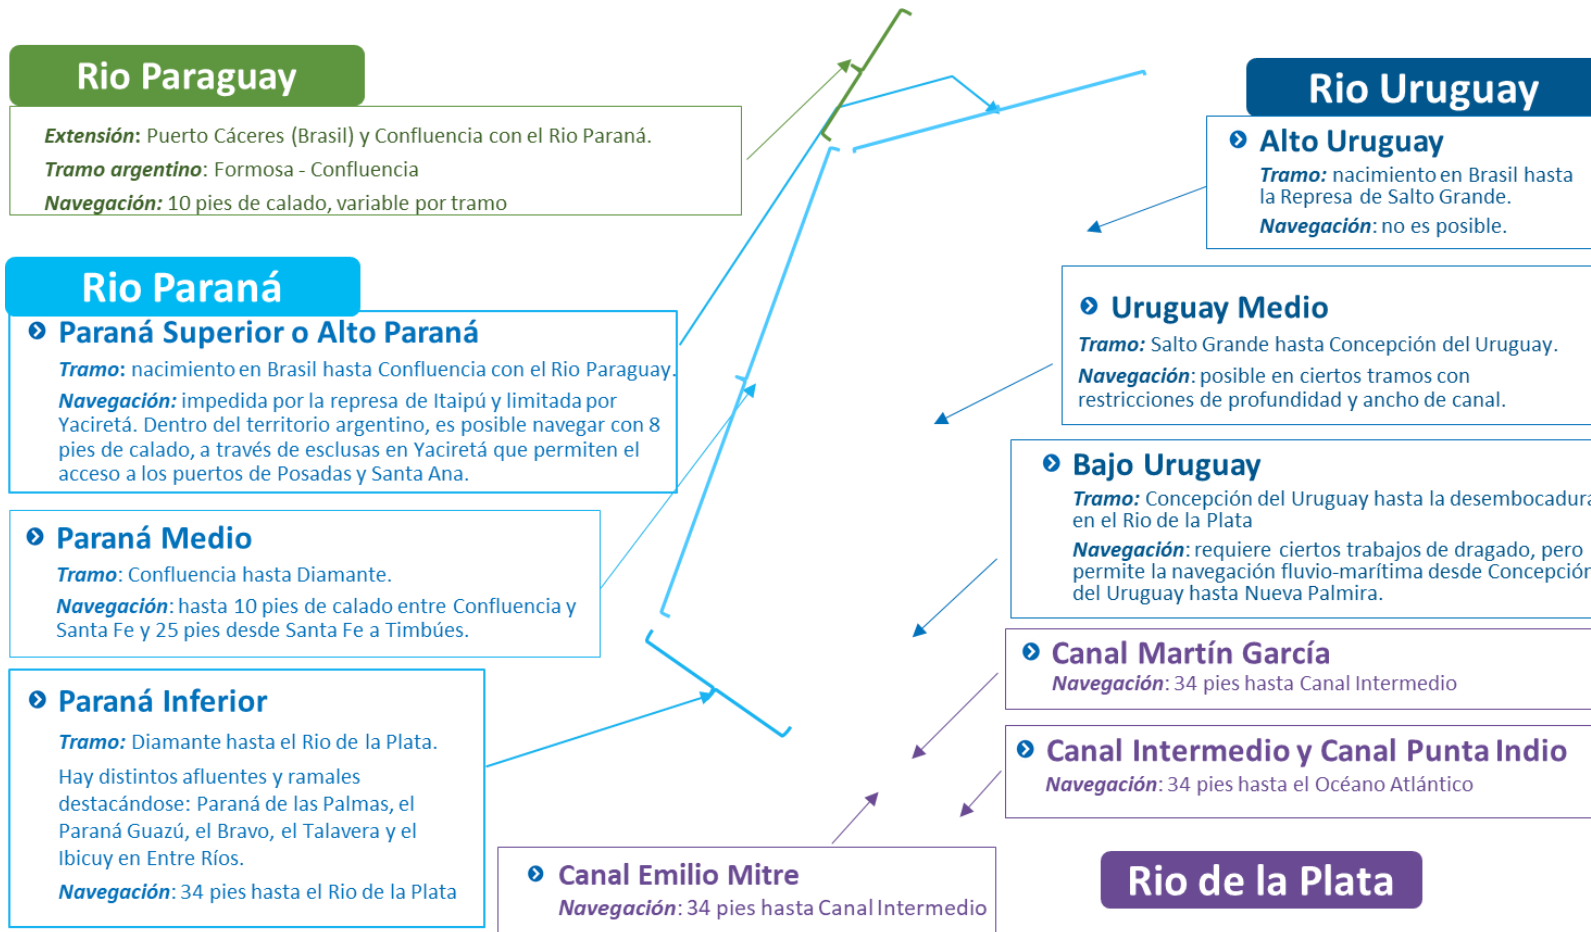 Rio Paraguay
Extensión: Puerto Cáceres (Brasil) y Confluencia con el Rio Paraná.
Tramo argentino: Formosa - Confluencia
Navegación: 10 pies de calado, variable por tramo
Rio Paraná
Paraná Superior o Alto Paraná
Tramo: nacimiento en Brasil hasta Confluencia con el Rio Paraguay.
Navegación: impedida por la represa de Itaipú y limitada por
Yaciretá. Dentro del territorio argentino, es posible navegar con 8
pies de calado, a través de esclusas en Yaciretá que permiten el
acceso a los puertos de Posadas y Santa Ana.
Paraná Medio
Tramo: Confluencia hasta Diamante.
Navegación: hasta 10 pies de calado entre Confluencia y
Santa Fe y 25 pies desde Santa Fe a Timbúes.
Paraná Inferior
Tramo: Diamante hasta el Rio de la Plata.
Hay distintos afluentes y ramales
destacándose: Paraná de las Palmas, el
Paraná Guazú, el Bravo, el Talavera y el
Ibicuy en Entre Ríos.
Navegación: 34 pies hasta el Rio de la Plata
Rio Uruguay
Alto Uruguay
Tramo: nacimiento en Brasil hasta
la Represa de Salto Grande.
Navegación: no es posible.
Uruguay Medio
Tramo: Salto Grande hasta Concepción del Uruguay.
Navegación: posible en ciertos tramos con
restricciones de profundidad y ancho de canal.
Bajo Uruguay
Tramo: Concepción del Uruguay hasta la desembocadura
en el Rio de la Plata
Navegación: requiere ciertos trabajos de dragado, pero
permite la navegación fluvio-marítima desde Concepción
del Uruguay hasta Nueva Palmira.
Canal Martín García
Navegación: 34 pies hasta Canal Intermedio
Canal Intermedio y Canal Punta Indio
Navegación: 34 pies hasta el Océano Atlántico
Canal Emilio Mitre
Navegación: 34 pies hasta Canal Intermedio
Rio de la Plata